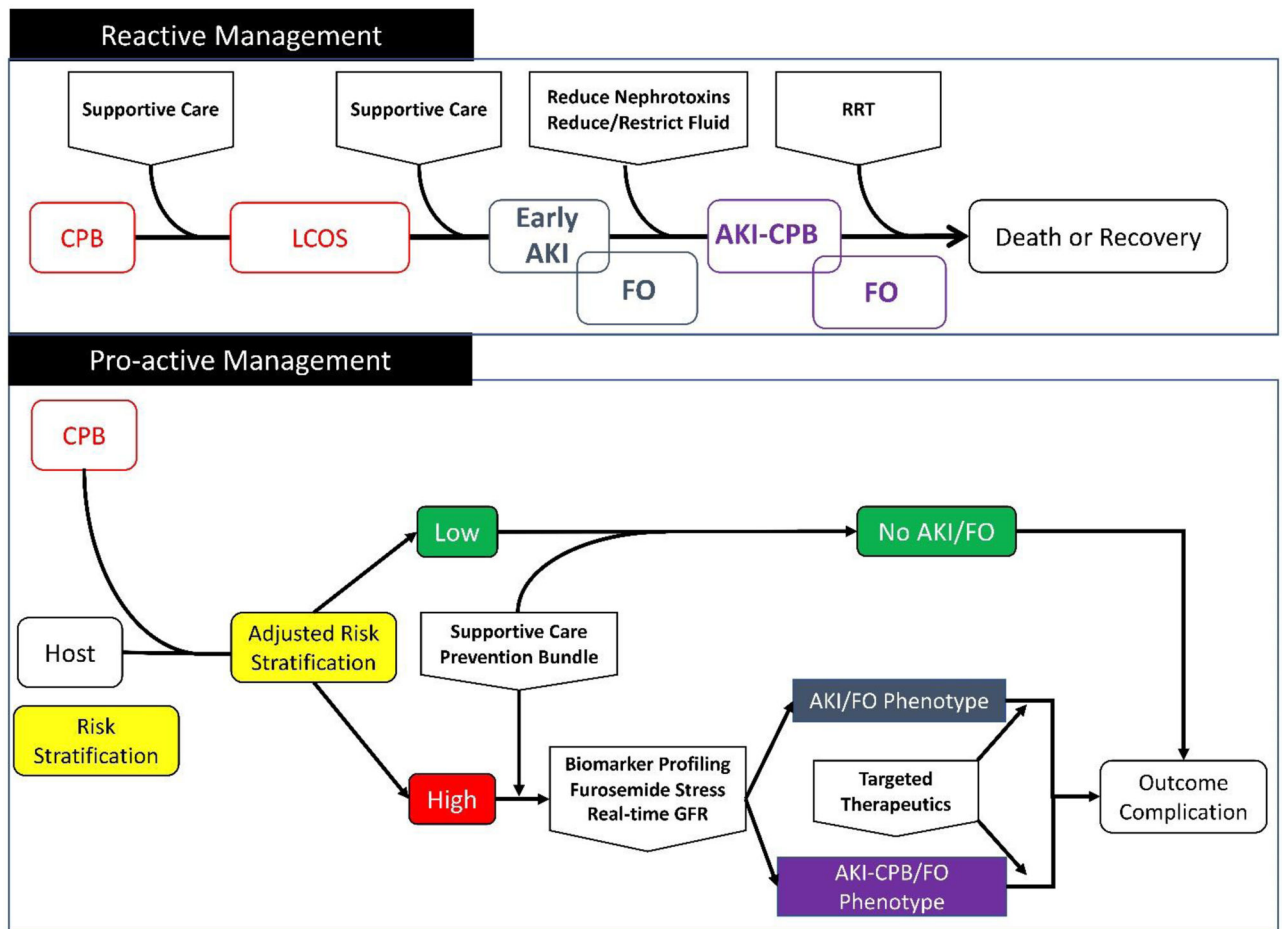 Reactive Management
Supportive Care
Supportive Care
Reduce Nephrotoxins
Reduce/Restrict Fluid
RRT
CPB
LCOS
Early
AKI
FO
AKI-CPB
FO
Death or Recovery
Pro-active Management
CPB
Low
No AKI/FO
Host
Adjusted Risk
Stratification
Supportive Care
Prevention Bundle
Risk
Stratification
High
Biomarker Profiling
Furosemide Stress
Real-time GFR
AKI/FO Phenotype
Targeted
Therapeutics
AKI-CPB/FO
Phenotype
Outcome
Complication